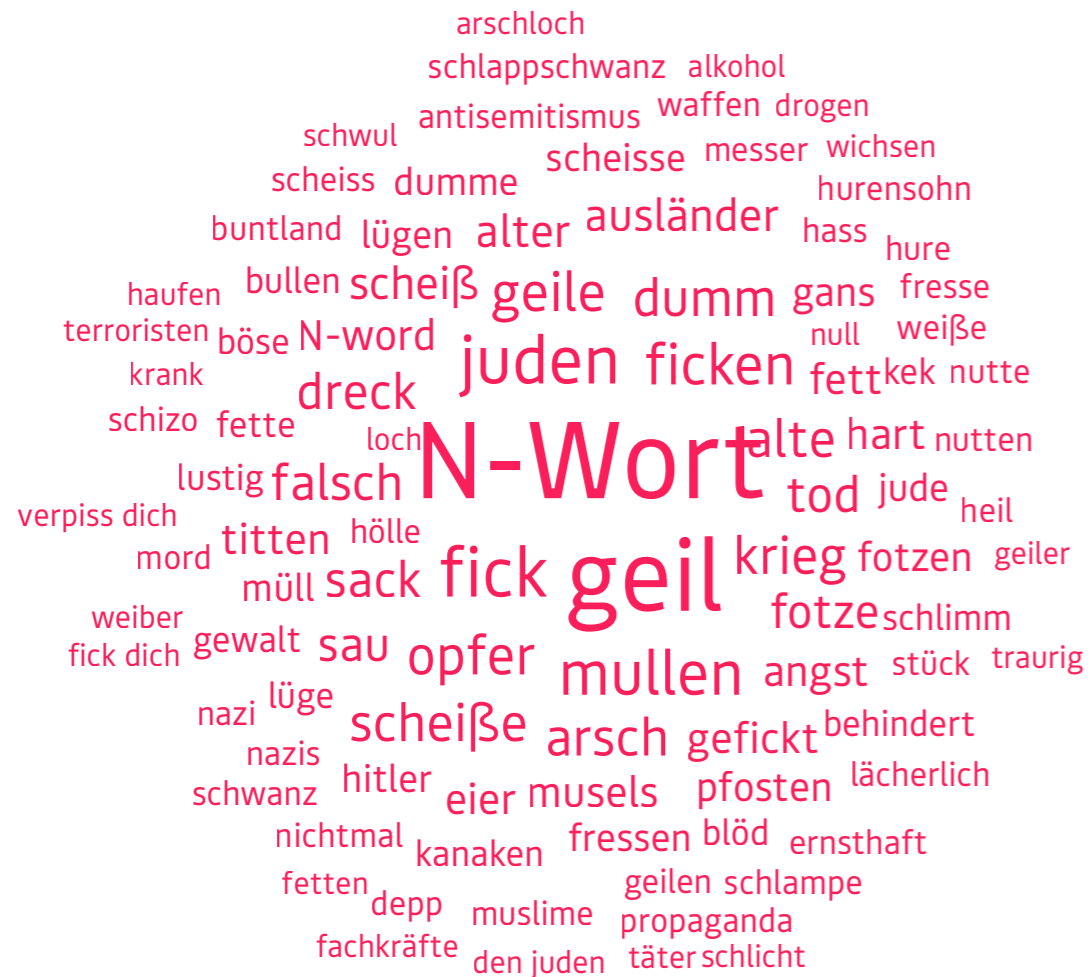 arschloch
schlappschwanz alkohol
antisemitismus waffen drogen
schwul scheisse messer wichsen
scheiss dumme hurensohn
buntland lügen alter ausländer hass hure
haufen bullen scheiß geile dumm gans fresse
terroristen böse N-word null weiße
krank dreck juden ficken fett kek nutte
schizo fette loch N-Wort alte hart nutten
lustig falsch tod jude heil
verpiss dich titten hölle
mord müll sack fick geil krieg fotzen geiler
weiber fotze schlimm
fick dich gewalt sau opfer mullen angst stück traurig
nazi lüge scheiße arsch gefickt behindert
nazis hitler lächerlich
schwanz eier musels pfosten
nichtmal kanaken fressen blöd ernsthaft
fetten geilen schlampe
depp muslime propaganda
fachkräfte den juden täter schlicht